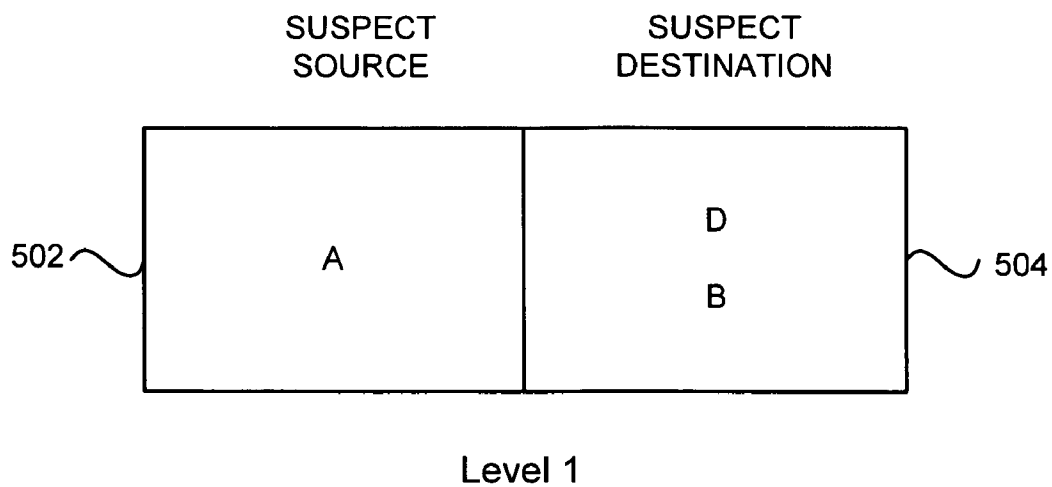 SUSPECT
SOURCE
SUSPECT
DESTINATION
502
A
D
B
504
Level 1